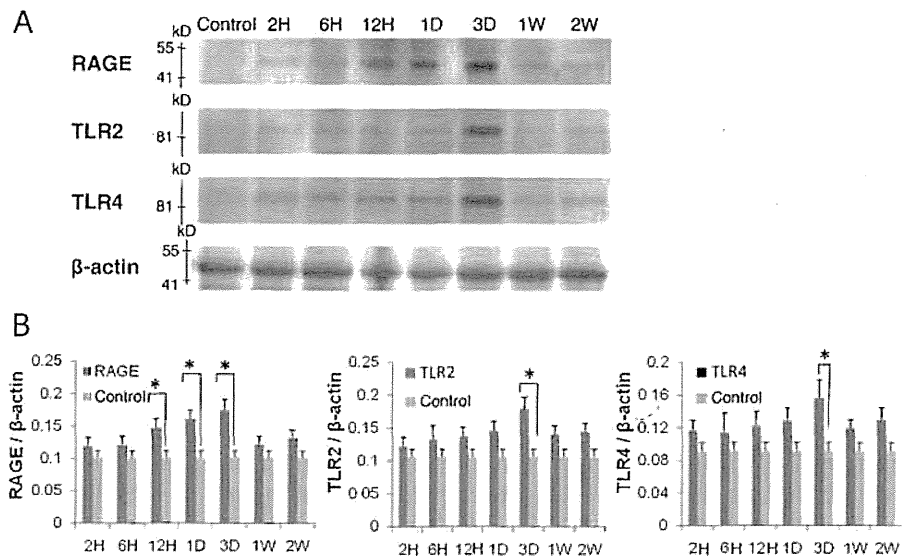 A
Control 2H 6H 12H 1D 3D 1W 2W
kD
RAGE
55
41
kD
TLR2
81
kD
TLR4
81
kD
β-actin
55
41
B
RAGE / β-actin
0.25
0.2
0.15
0.1
0.05
0
RAGE
Control
* * *
2H 6H 12H 1D 3D 1W 2W
TLR2 / β-actin
0.25
0.2
0.15
0.1
0.05
0
TLR2
Control
*
2H 6H 12H 1D 3D 1W 2W
TLR4 / β-actin
0.2
0.16
0.12
0.08
0.04
0
TLR4
Control
*
2H 6H 12H 1D 3D 1W 2W